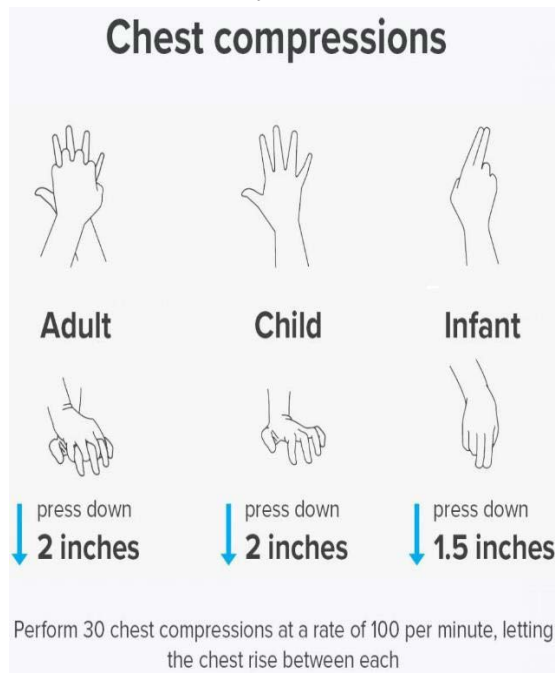 Chest compressions
Adult
Child
Infant
press down
2 inches
press down
2 inches
press down
1.5 inches
Perform 30 chest compressions at a rate of 100 per minute, letting
the chest rise between each